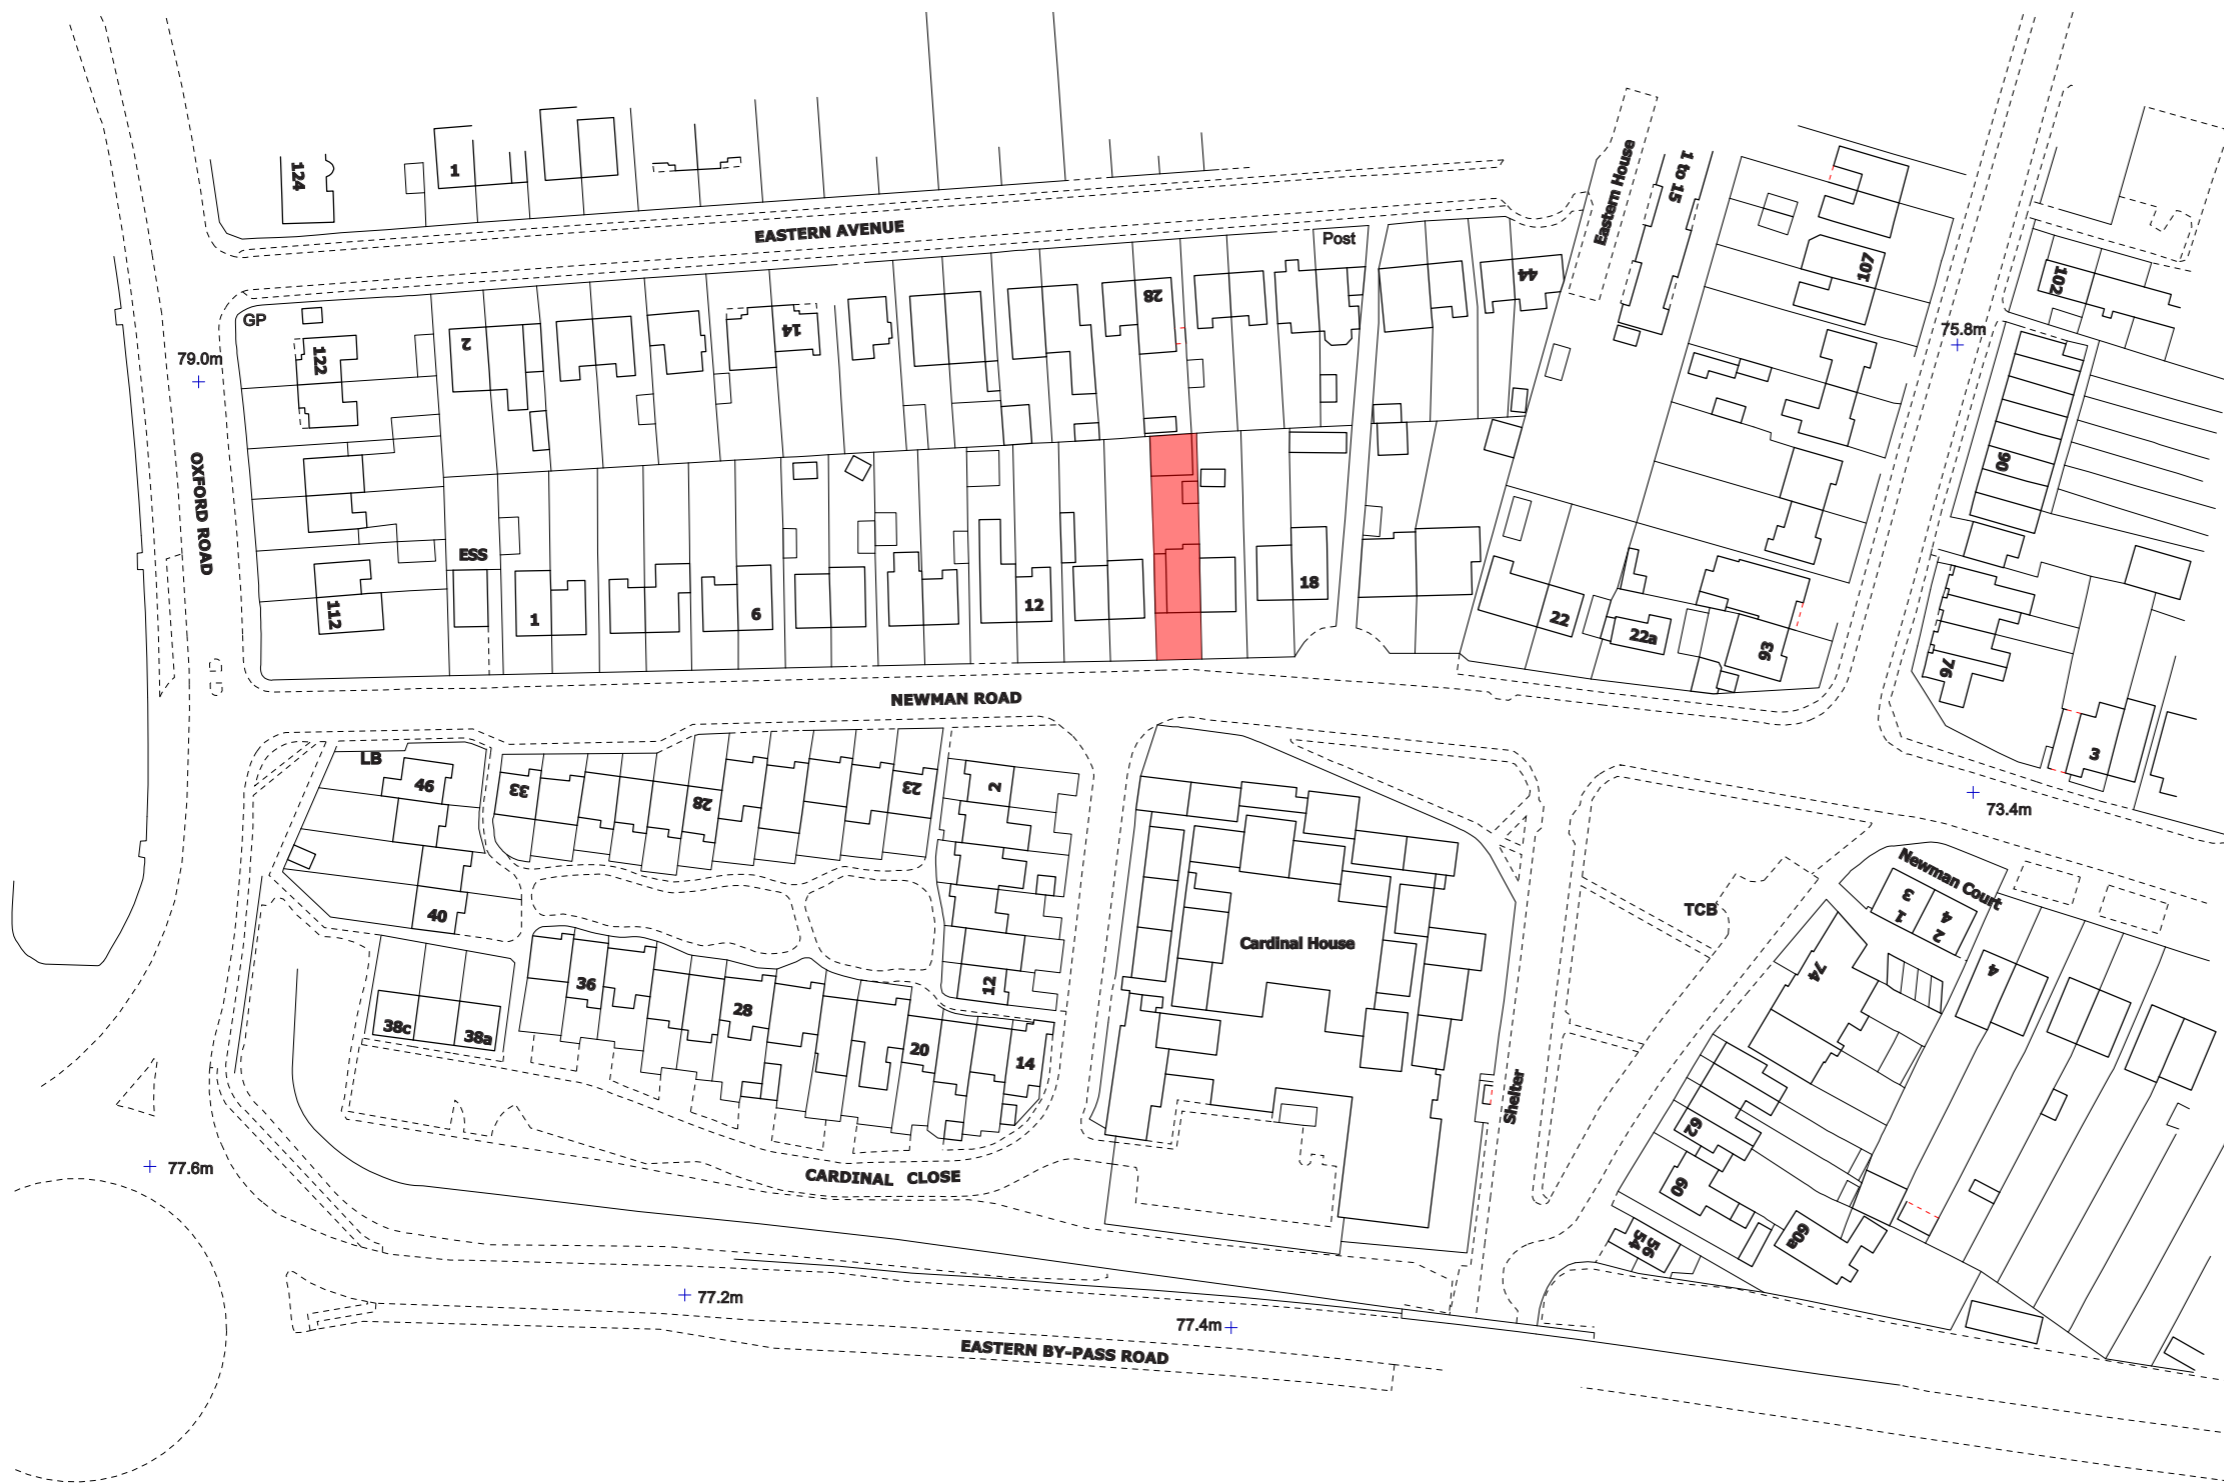 124
1
EASTERN AVENUE
Post
Eastern House
1 to 15
44
107
102
75.8m
GP
122
2
14
28
79.0m
OXFORD ROAD
90
ESS
112
1
6
12
18
22
22a
93
76
3
NEWMAN ROAD
LB
46
33
28
23
2
73.4m
Newman Court
3
1
4
2
TCB
40
Cardinal House
12
74
4
36
28
38c
38a
20
14
Shelter
62
60
60a
56
54
77.6m
CARDINAL CLOSE
77.2m
77.4m
EASTERN BY-PASS ROAD